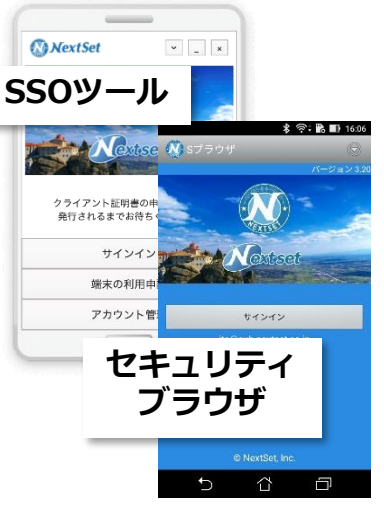 NextSet
SSOツール
Nextse
クライアント証明書の申
発行されるまでお待ち
サインイン
端末の利用申
アカウント管
16:06
Sブラウザ
バージョン 3.20
NEXTSET
Nextset
サインイン
セキュリティ
ブラウザ
© NextSet, Inc.